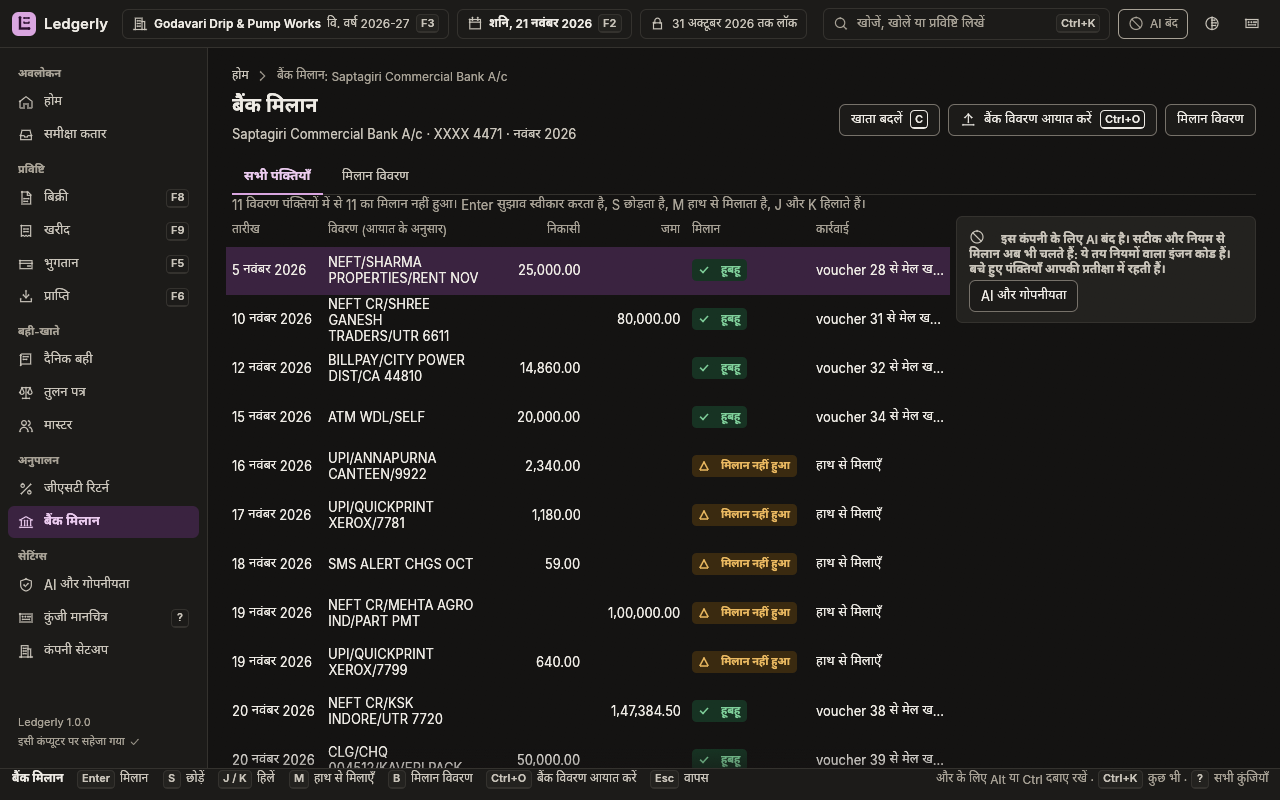 Ledgerly
Godavari Drip & Pump Works वि. वर्ष 2026-27 F3
शनि, 21 नवंबर 2026 F2
31 अक्टूबर 2026 तक लॉक
खोजें, खोलें या प्रविष्टि लिखें Ctrl+K
AI बंद
अवलोकन
होम
समीक्षा कतार
प्रविष्टि
बिक्री F8
खरीद F9
भुगतान F5
प्राप्ति F6
बही-खाते
दैनिक बही
तुलन पत्र
मास्टर
अनुपालन
जीएसटी रिटर्न
बैंक मिलान
सेटिंग्स
AI और गोपनीयता
कुंजी मानचित्र ?
कंपनी सेटअप
Ledgerly 1.0.0
इसी कंप्यूटर पर सहेजा गया
होम > बैंक मिलान: Saptagiri Commercial Bank A/c
बैंक मिलान
Saptagiri Commercial Bank A/c · XXXX 4471 · नवंबर 2026
खाता बदलें C
बैंक विवरण आयात करें Ctrl+O
मिलान विवरण
सभी पंक्तियाँ
मिलान विवरण
11 विवरण पंक्तियों में से 11 का मिलान नहीं हुआ। Enter सुझाव स्वीकार करता है, S छोड़ता है, M हाथ से मिलाता है, J और K हिलाते हैं।
तारीख विवरण (आयात के अनुसार) निकासी जमा मिलान कार्रवाई
5 नवंबर 2026 NEFT/SHARMA PROPERTIES/RENT NOV 25,000.00 हूबहू voucher 28 से मेल ख...
10 नवंबर 2026 NEFT CR/SHREE GANESH TRADERS/UTR 6611 80,000.00 हूबहू voucher 31 से मेल ख...
12 नवंबर 2026 BILLPAY/CITY POWER DIST/CA 44810 14,860.00 हूबहू voucher 32 से मेल ख...
15 नवंबर 2026 ATM WDL/SELF 20,000.00 हूबहू voucher 34 से मेल ख...
16 नवंबर 2026 UPI/ANNAPURNA CANTEEN/9922 2,340.00 मिलान नहीं हुआ हाथ से मिलाएँ
17 नवंबर 2026 UPI/QUICKPRINT XEROX/7781 1,180.00 मिलान नहीं हुआ हाथ से मिलाएँ
18 नवंबर 2026 SMS ALERT CHGS OCT 59.00 मिलान नहीं हुआ हाथ से मिलाएँ
19 नवंबर 2026 NEFT CR/MEHTA AGRO IND/PART PMT 1,00,000.00 मिलान नहीं हुआ हाथ से मिलाएँ
19 नवंबर 2026 UPI/QUICKPRINT XEROX/7799 640.00 मिलान नहीं हुआ हाथ से मिलाएँ
20 नवंबर 2026 NEFT CR/KSK INDORE/UTR 7720 1,47,384.50 हूबहू voucher 38 से मेल ख...
20 नवंबर 2026 CLG/CHQ 004512/KAVERI PACK 50,000.00 हूबहू voucher 39 से मेल ख...
इस कंपनी के लिए AI बंद है। सटीक और नियम से
मिलान अब भी चलते हैं: ये तय नियमों वाला इंजन कोड हैं।
बचे हुए पंक्तियाँ आपकी प्रतीक्षा में रहती हैं।
AI और गोपनीयता
बैंक मिलान Enter मिलान S छोड़ें J / K हिलें M हाथ से मिलाएँ B मिलान विवरण Ctrl+O बैंक विवरण आयात करें Esc वापस
और के लिए Alt या Ctrl दबाए रखें · Ctrl+K कुछ भी · ? सभी कुंजियाँ